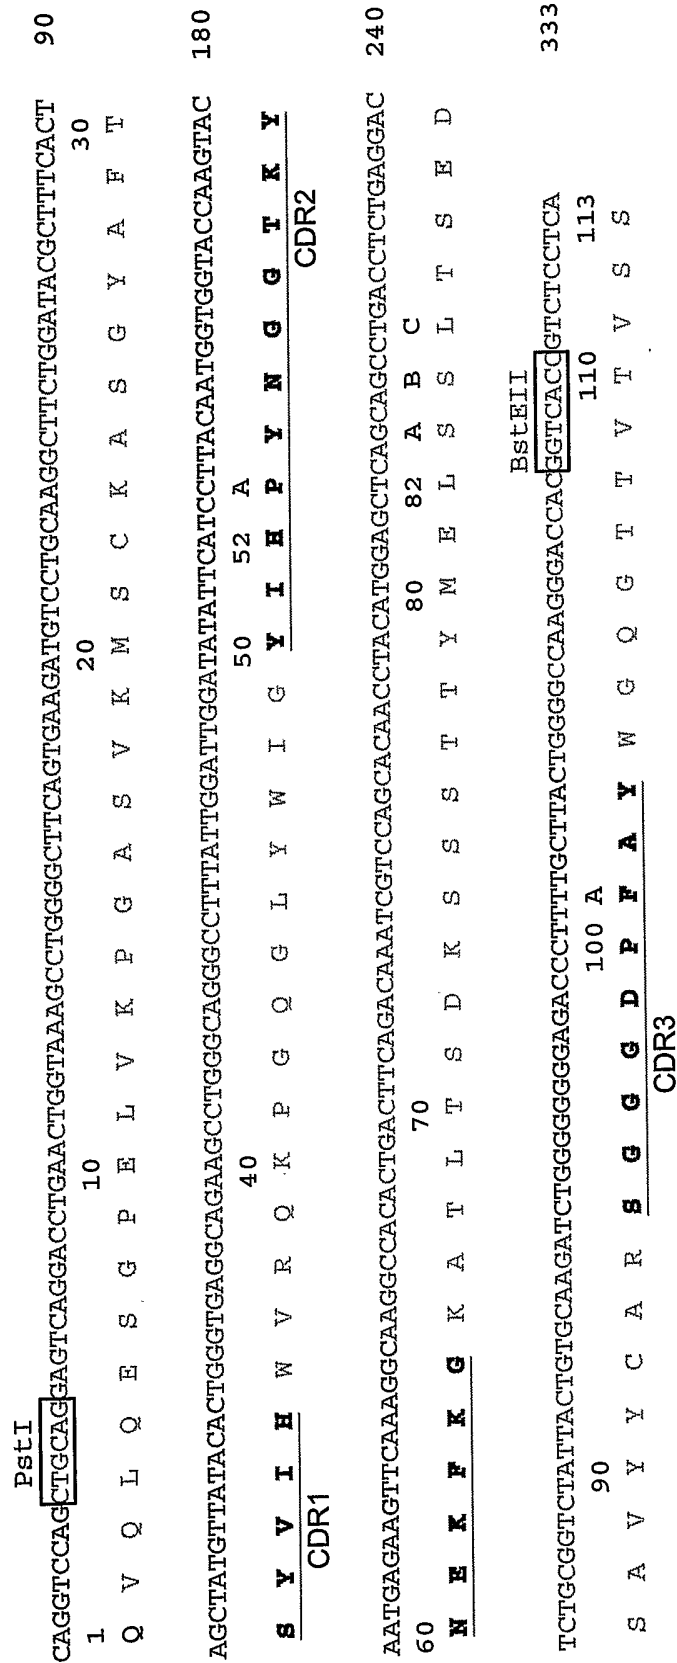 PstI
CAGGTCCAGCTGCAGGAGTCAGGACCTGAACTGGTAAAGCCTGGGGCTTCAGTGAAGATGTCCTGCAAGGCTTCTGGATACGCTTTCACT 90
1 10 20 30
Q V Q L Q E S G P E L V K P G A S V K M S C K A S G Y A F T
AGCTATGTTATACACTGGGTGAGGCAGAAGCCTGGGCAGGGCCTTTATTGGATTGGATATATTCATCCTTACAATGGTGGTACCAAGTAC 180
40 50 52 A
S Y V I H W V R Q K P G Q G L Y W I G Y I H P Y N G G T K Y
CDR1 CDR2
AATGAGAAGTTCAAAGGCAAGGCCACACTGACTTCAGACAAATCGTCCAGCACAACCTACATGGAGCTCAGCAGCCTGACCTCTGAGGAC 240
60 70 80 82 A B C
N E K F K G K A T L T S D K S S S T T Y M E L S S L T S E D
BstEII
TCTGCGGTCTATTACTGTGCAAGATCTGGGGGGGGAGACCCTTTTGCTTACTGGGGCCAAGGGACCACGGTCACCGTCTCCTCA 333
90 100 A 110 113
S A V Y Y C A R S G G G D P F A Y W G Q G T T V T V S S
CDR3